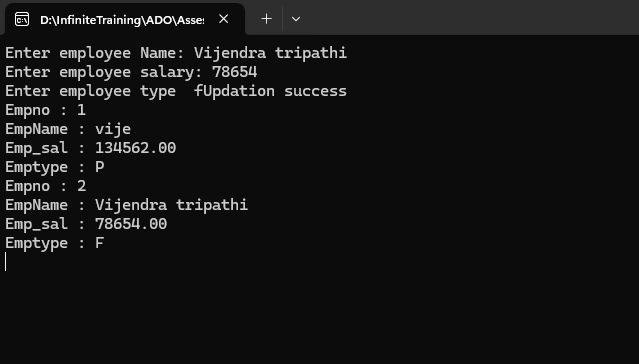 D:\InfiniteTraining\ADO\Asses
Enter employee Name: Vijendra tripathi
Enter employee salary: 78654
Enter employee type  fUpdation success
Empno : 1
EmpName : vije
Emp_sal : 134562.00
Emptype : P
Empno : 2
EmpName : Vijendra tripathi
Emp_sal : 78654.00
Emptype : F